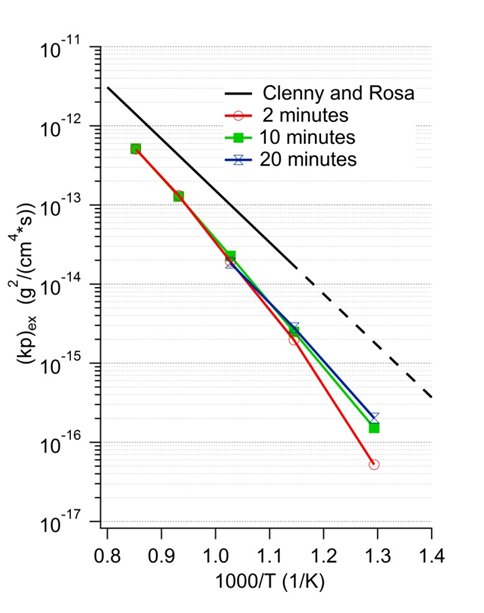 10-11
Clenny and Rosa
2 minutes
10 minutes
20 minutes
10-12
10-13
10-14
10-15
10-16
10-17
(kp)ex (g2/(cm4*s))
0.8 0.9 1.0 1.1 1.2 1.3 1.4
1000/T (1/K)